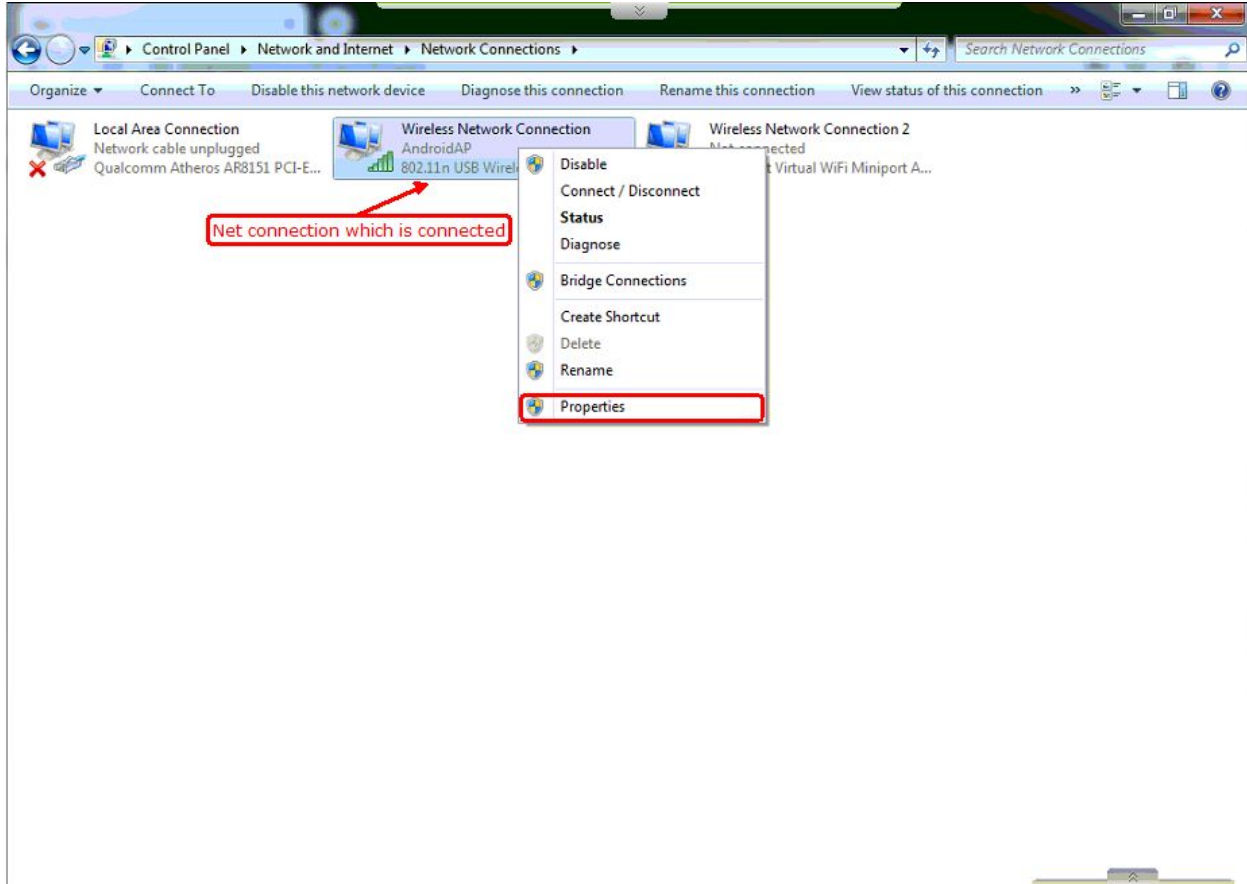 Control Panel ▸ Network and Internet ▸ Network Connections ▸
Search Network Connections
Organize Connect To Disable this network device Diagnose this connection Rename this connection View status of this connection »
Local Area Connection
Network cable unplugged
Qualcomm Atheros AR8151 PCI-E...
Wireless Network Connection
AndroidAP
802.11n USB
Wireless Network Connection 2
Virtual WiFi Miniport A...
Net connection which is connected
Disable
Connect / Disconnect
Status
Diagnose
Bridge Connections
Create Shortcut
Delete
Rename
Properties